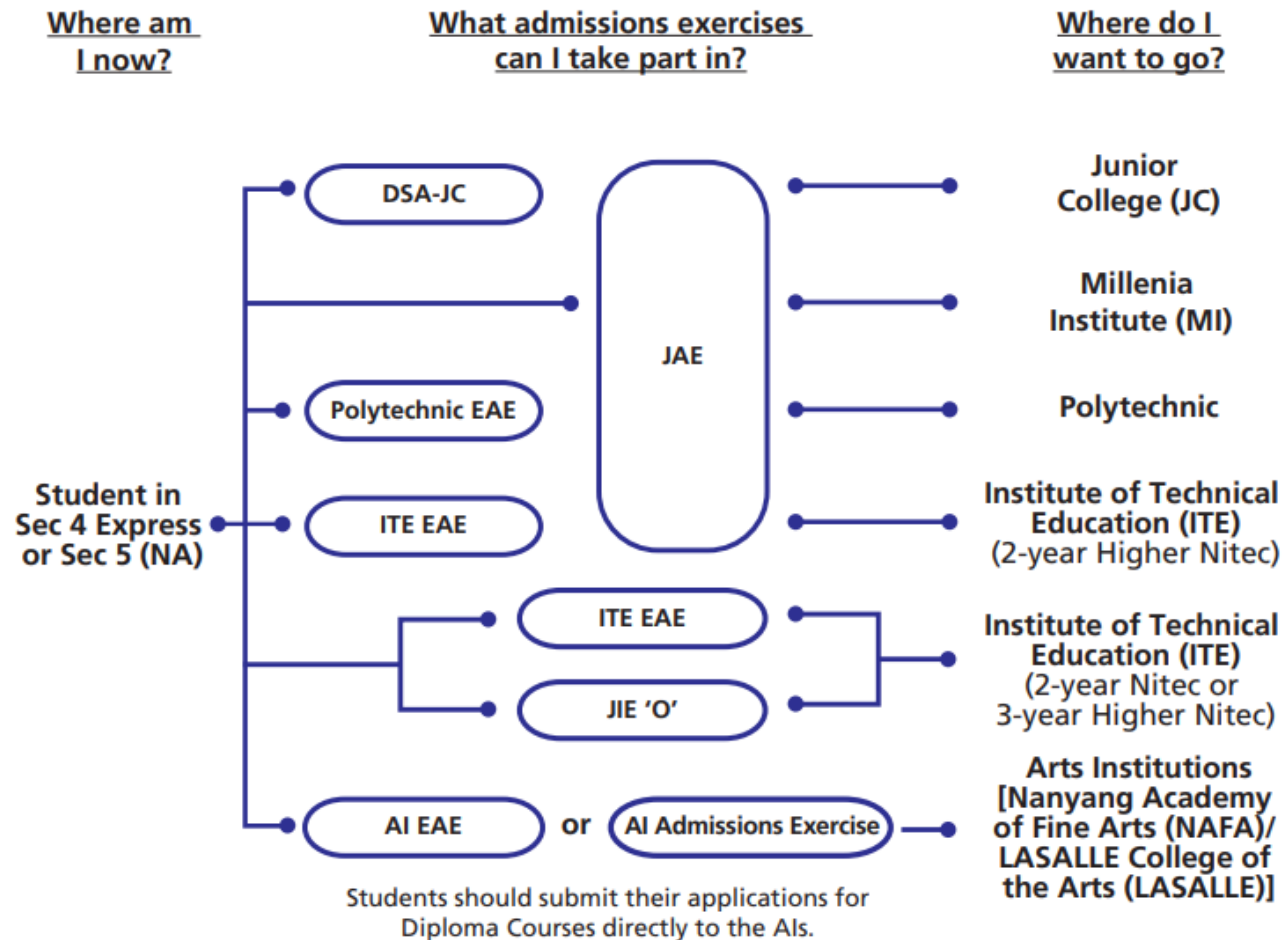 Where am
I now?
What admissions exercises
can I take part in?
Where do I
want to go?
DSA-JC
JAE
Junior
College (JC)
Millenia
Institute (MI)
Polytechnic EAE
Polytechnic
Student in
Sec 4 Express
or Sec 5 (NA)
ITE EAE
Institute of Technical
Education (ITE)
(2-year Higher Nitec)
ITE EAE
JIE ‘O’
Institute of Technical
Education (ITE)
(2-year Nitec or
3-year Higher Nitec)
AI EAE
or
AI Admissions Exercise
Arts Institutions
[Nanyang Academy
of Fine Arts (NAFA)/
LASALLE College of
the Arts (LASALLE)]
Students should submit their applications for
Diploma Courses directly to the AIs.